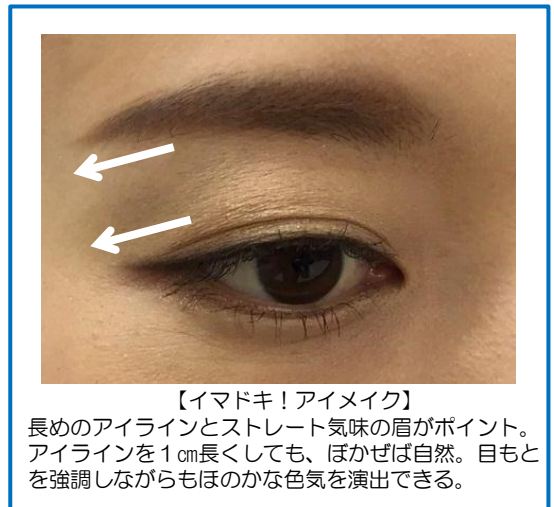 【イマドキ！アイメイク】
長めのアイラインとストレート気味の眉がポイント。
アイラインを１㎝長くしても、ぼかせば自然。目もと
を強調しながらもほのかな色気を演出できる。